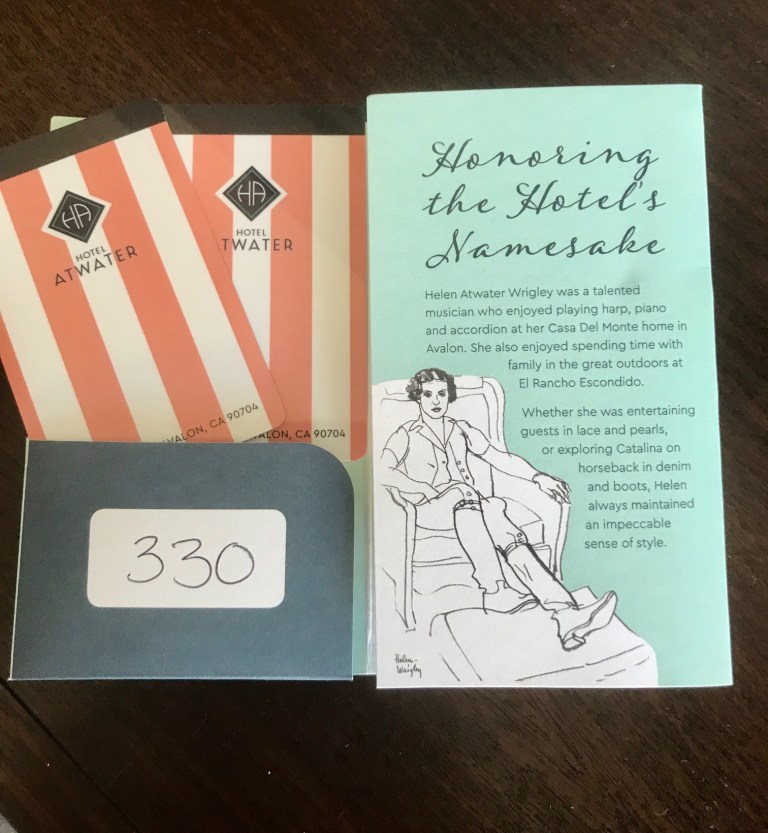 HA
HOTEL
ATWATER
AVALON, CA 90704
HA
HOTEL
TWATER
AVALON, CA 90704
330
Honoring
the Hotel's
Namesake
Helen Atwater Wrigley was a talented
musician who enjoyed playing harp, piano
and accordion at her Casa Del Monte home in
Avalon. She also enjoyed spending time with
family in the great outdoors at
El Rancho Escondido.
Whether she was entertaining
guests in lace and pearls,
or exploring Catalina on
horseback in denim
and boots, Helen
always maintained
an impeccable
sense of style.
Helen
Wrigley